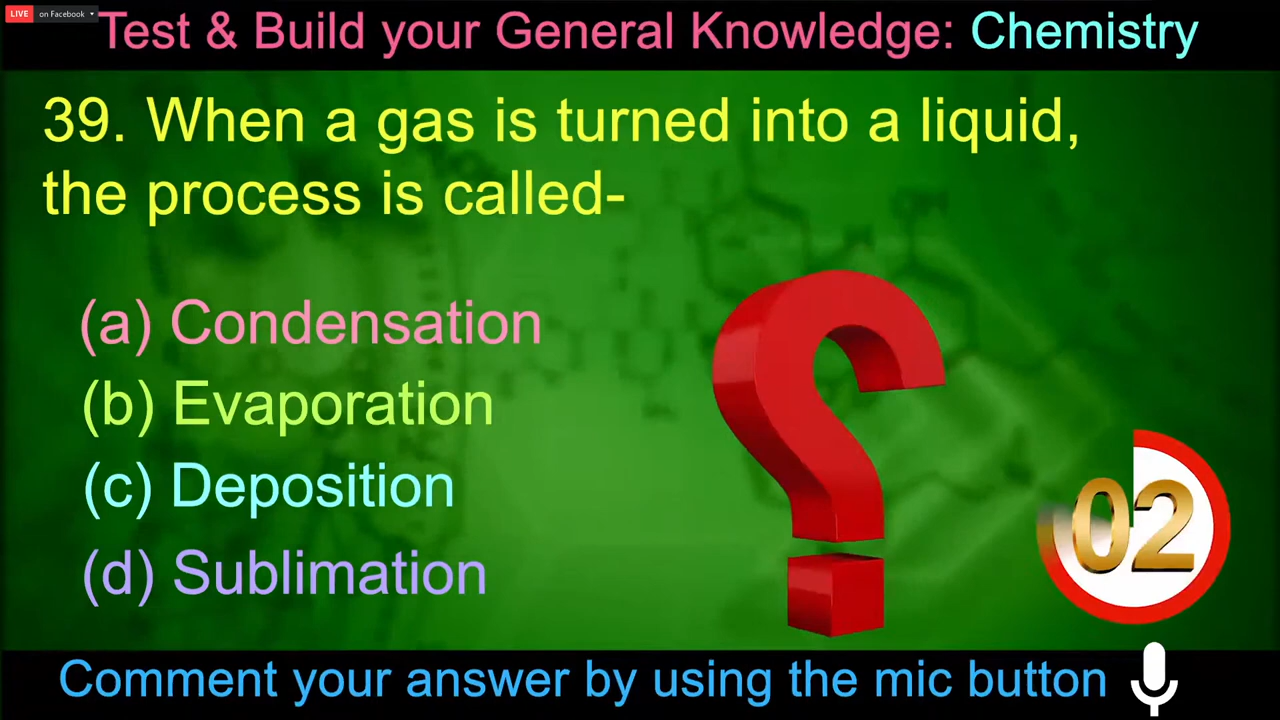 LIVE on Facebook
Test & Build your General Knowledge: Chemistry
39. When a gas is turned into a liquid,
the process is called-
(a) Condensation
(b) Evaporation
(c) Deposition
(d) Sublimation
02
Comment your answer by using the mic button